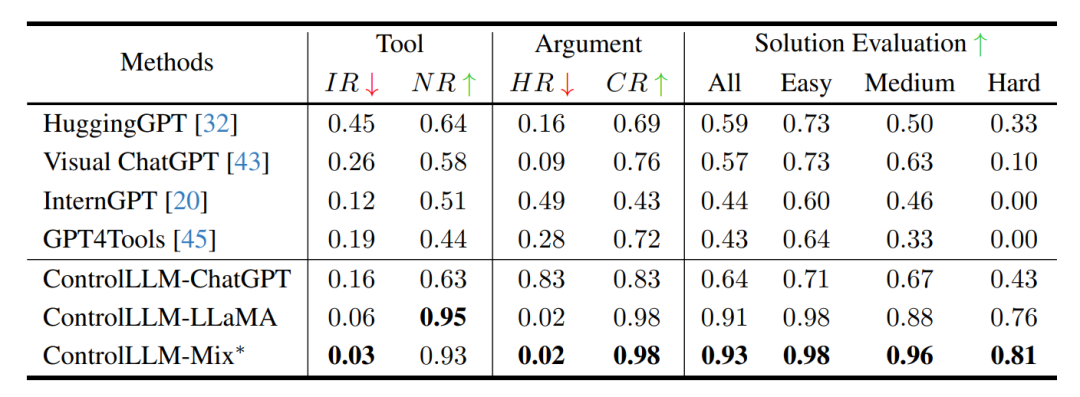 Methods Tool Argument Solution Evaluation ↑
IR ↓ NR ↑ HR ↓ CR ↑ All Easy Medium Hard
HuggingGPT [32] 0.45 0.64 0.16 0.69 0.59 0.73 0.50 0.33
Visual ChatGPT [43] 0.26 0.58 0.09 0.76 0.57 0.73 0.63 0.10
InternGPT [20] 0.12 0.51 0.49 0.43 0.44 0.60 0.46 0.00
GPT4Tools [45] 0.19 0.44 0.28 0.72 0.43 0.64 0.33 0.00
ControlLLM-ChatGPT 0.16 0.63 0.83 0.83 0.64 0.71 0.67 0.43
ControlLLM-LLaMA 0.06 0.95 0.02 0.98 0.91 0.98 0.88 0.76
ControlLLM-Mix* 0.03 0.93 0.02 0.98 0.93 0.98 0.96 0.81